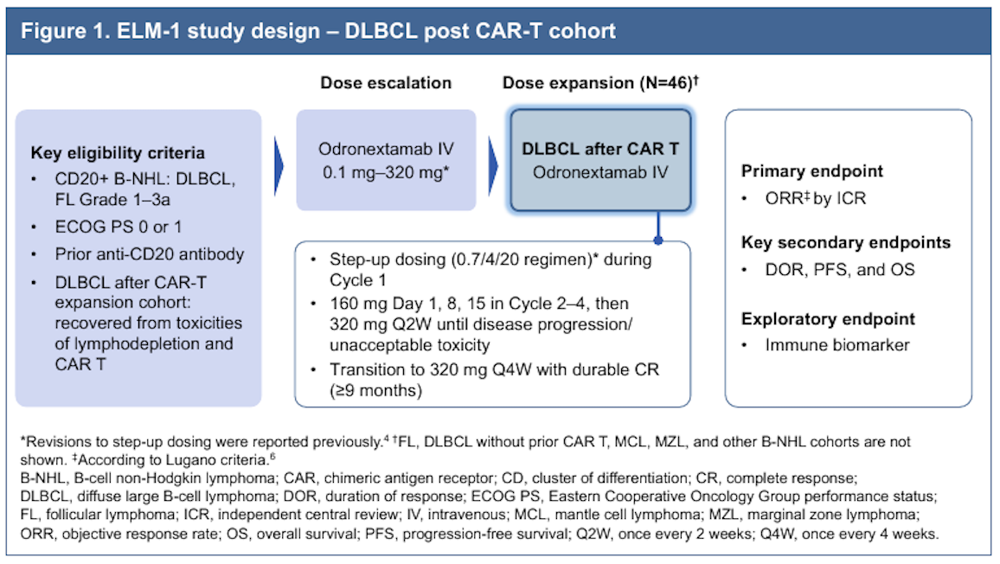 Figure 1. ELM-1 study design – DLBCL post CAR-T cohort
Dose escalation
Dose expansion (N=46)†
Key eligibility criteria
• CD20+ B-NHL: DLBCL,
FL Grade 1–3a
• ECOG PS 0 or 1
• Prior anti-CD20 antibody
• DLBCL after CAR-T
expansion cohort:
recovered from toxicities
of lymphodepletion and
CAR T
Odronextamab IV
0.1 mg–320 mg*
DLBCL after CAR T
Odronextamab IV
• Step-up dosing (0.7/4/20 regimen)* during
Cycle 1
• 160 mg Day 1, 8, 15 in Cycle 2–4, then
320 mg Q2W until disease progression/
unacceptable toxicity
• Transition to 320 mg Q4W with durable CR
(≥9 months)
Primary endpoint
• ORR‡ by ICR
Key secondary endpoints
• DOR, PFS, and OS
Exploratory endpoint
• Immune biomarker
*Revisions to step-up dosing were reported previously.4 †FL, DLBCL without prior CAR T, MCL, MZL, and other B-NHL cohorts are not
shown. ‡According to Lugano criteria.6
B-NHL, B-cell non-Hodgkin lymphoma; CAR, chimeric antigen receptor; CD, cluster of differentiation; CR, complete response;
DLBCL, diffuse large B-cell lymphoma; DOR, duration of response; ECOG PS, Eastern Cooperative Oncology Group performance status;
FL, follicular lymphoma; ICR, independent central review; IV, intravenous; MCL, mantle cell lymphoma; MZL, marginal zone lymphoma;
ORR, objective response rate; OS, overall survival; PFS, progression-free survival; Q2W, once every 2 weeks; Q4W, once every 4 weeks.